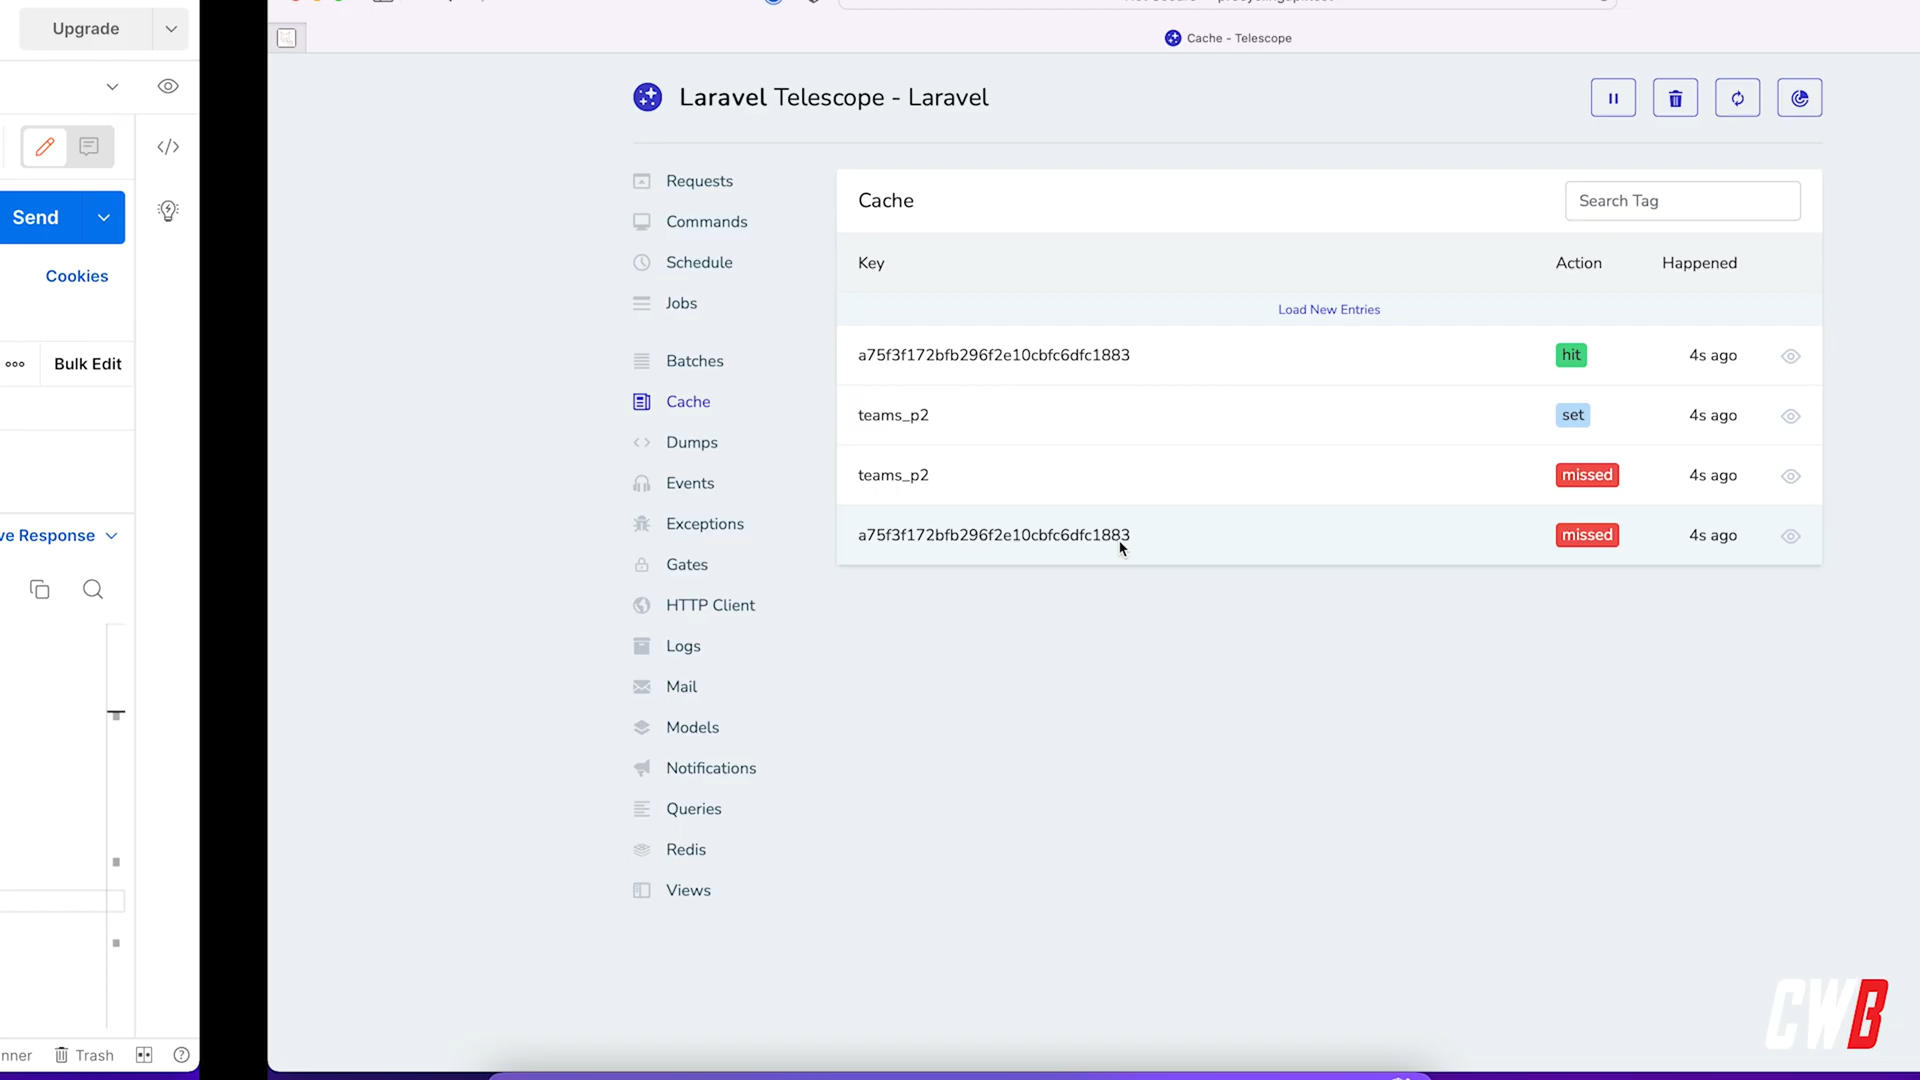 Upgrade
Send
Cookies
Bulk Edit
ve Response
nner
Trash
Cache - Telescope
Laravel Telescope - Laravel
Requests
Commands
Schedule
Jobs
Batches
Cache
Dumps
Events
Exceptions
Gates
HTTP Client
Logs
Mail
Models
Notifications
Queries
Redis
Views
Cache
Search Tag
Key Action Happened
Load New Entries
a75f3f172bfb296f2e10cbfc6dfc1883 hit 4s ago
teams_p2 set 4s ago
teams_p2 missed 4s ago
a75f3f172bfb296f2e10cbfc6dfc1883 missed 4s ago
CWB